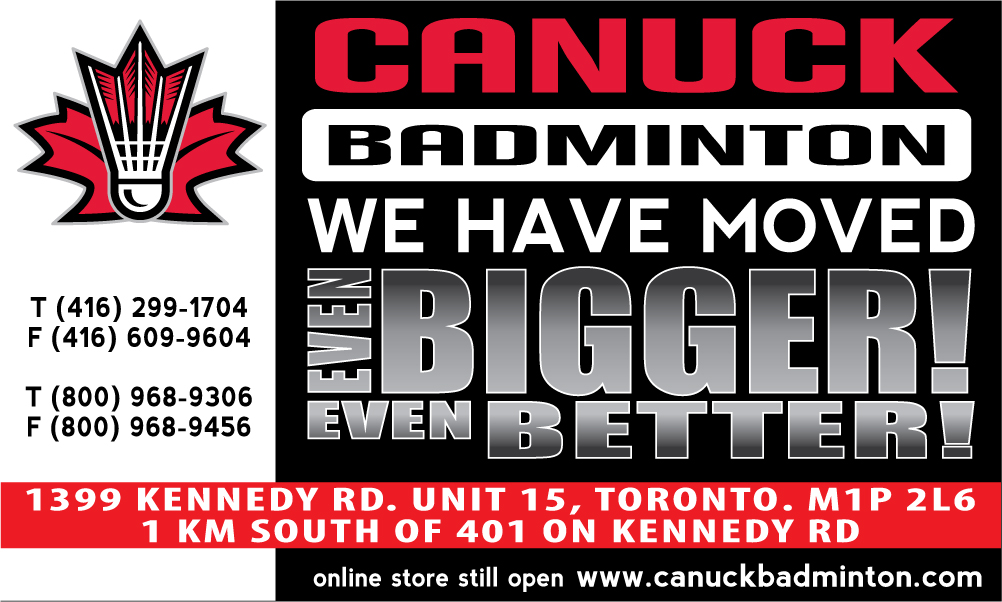 CANUCK
BADMINTON
WE HAVE MOVED
EVEN BIGGER!
EVEN BETTER!
T (416) 299-1704
F (416) 609-9604
T (800) 968-9306
F (800) 968-9456
1399 KENNEDY RD. UNIT 15, TORONTO. M1P 2L6
1 KM SOUTH OF 401 ON KENNEDY RD
online store still open www.canuckbadminton.com